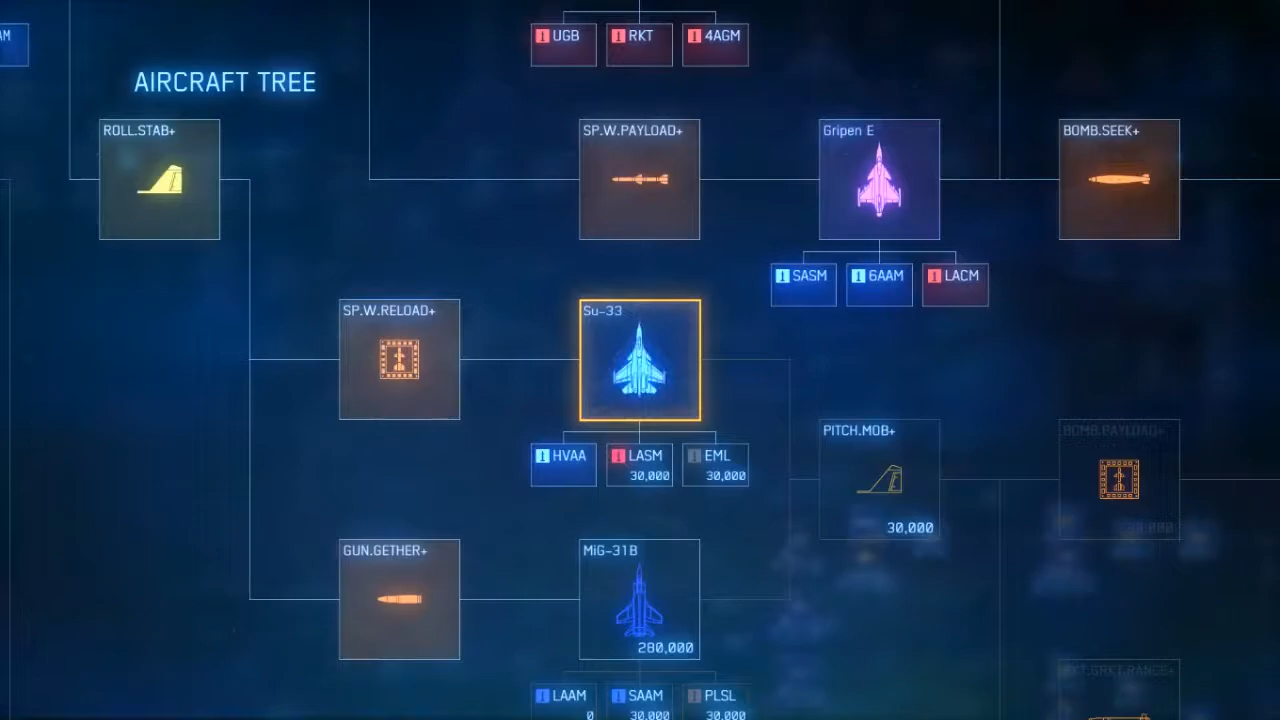 AM
UGB
RKT
4AGM
AIRCRAFT TREE
ROLL.STAB+
SP.W.PAYLOAD+
Gripen E
BOMB.SEEK+
SASM
6AAM
LACM
SP.W.RELOAD+
Su-33
HVAA
LASM
30,000
EML
30,000
PITCH.MOB+
30,000
BOMB.PAYLOAD+
GUN.GETHER+
MiG-31B
280,000
LAAM
0
SAAM
30,000
PLSL
30,000